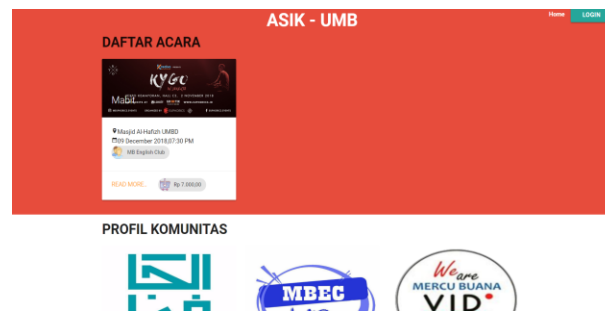 ASIK - UMB
Home
LOGIN
DAFTAR ACARA
KYGO
Mabit
Masjid Al-Hafizh UMBD
09 December 2018,07:30 PM
MB English Club
READ MORE..
Rp 7.000,00
PROFIL KOMUNITAS
MBEC
We are
MERCU BUANA
VIP